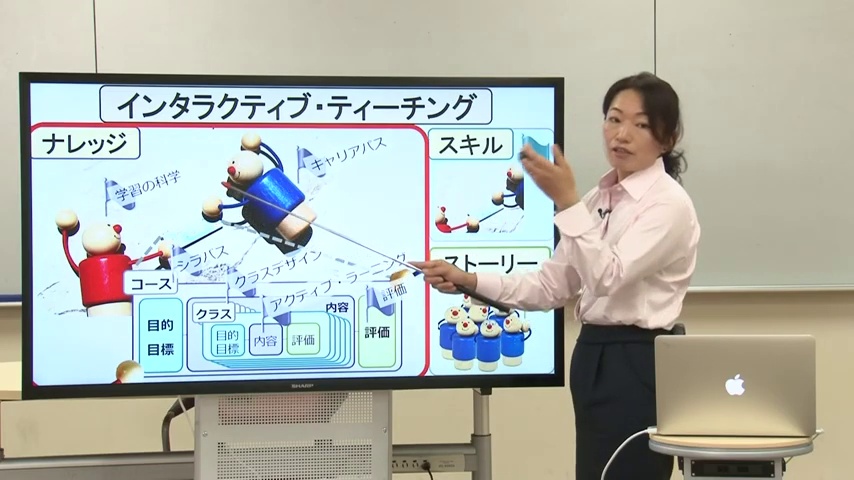 インタラクティブ・ティーチング
ナレッジ
スキル
学習の科学
キャリアパス
シラバス
クラスデザイン
アクティブ・ラーニング
評価
ストーリー
コース
目的
目標
クラス
内容
目的
目標
内容
評価
評価
SHARP